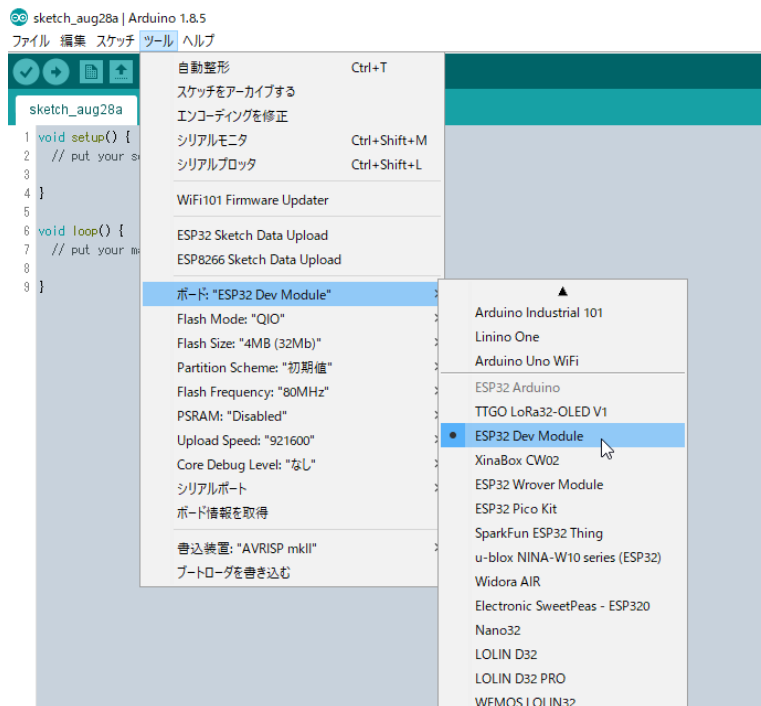 sketch_aug28a | Arduino 1.8.5
ファイル 編集 スケッチ ツール ヘルプ
sketch_aug28a
1 void setup() {
2 // put your s
3
4 }
5
6 void loop() {
7 // put your m
8
9 }
自動整形 Ctrl+T
スケッチをアーカイブする
エンコーディングを修正
シリアルモニタ Ctrl+Shift+M
シリアルプロッタ Ctrl+Shift+L
WiFi101 Firmware Updater
ESP32 Sketch Data Upload
ESP8266 Sketch Data Upload
ボード: "ESP32 Dev Module"
Flash Mode: "QIO"
Flash Size: "4MB (32Mb)"
Partition Scheme: "初期値"
Flash Frequency: "80MHz"
PSRAM: "Disabled"
Upload Speed: "921600"
Core Debug Level: "なし"
シリアルポート
ボード情報を取得
書込装置: "AVRISP mkII"
ブートローダを書き込む
Arduino Industrial 101
Linino One
Arduino Uno WiFi
ESP32 Arduino
TTGO LoRa32-OLED V1
ESP32 Dev Module
XinaBox CW02
ESP32 Wrover Module
ESP32 Pico Kit
SparkFun ESP32 Thing
u-blox NINA-W10 series (ESP32)
Widora AIR
Electronic SweetPeas - ESP320
Nano32
LOLIN D32
LOLIN D32 PRO
WEMOS LOLIN32